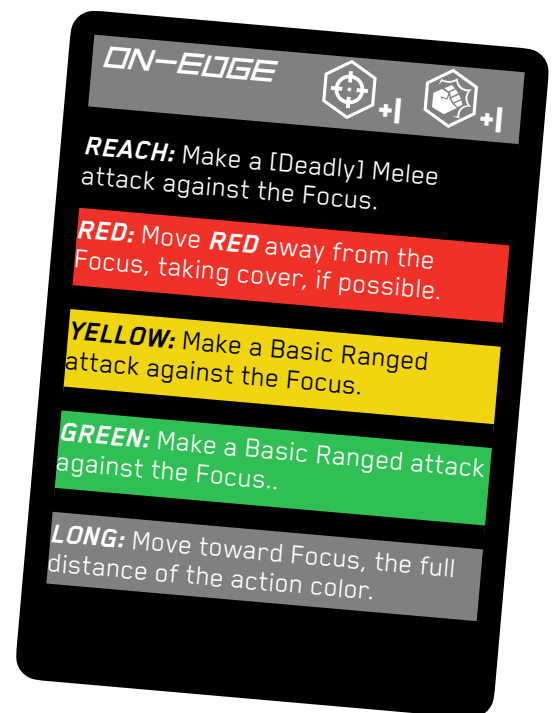 ON-EDGE +1 +1
REACH: Make a [Deadly] Melee
attack against the Focus.
RED: Move RED away from the
Focus, taking cover, if possible.
YELLOW: Make a Basic Ranged
attack against the Focus.
GREEN: Make a Basic Ranged attack
against the Focus..
LONG: Move toward Focus, the full
distance of the action color.